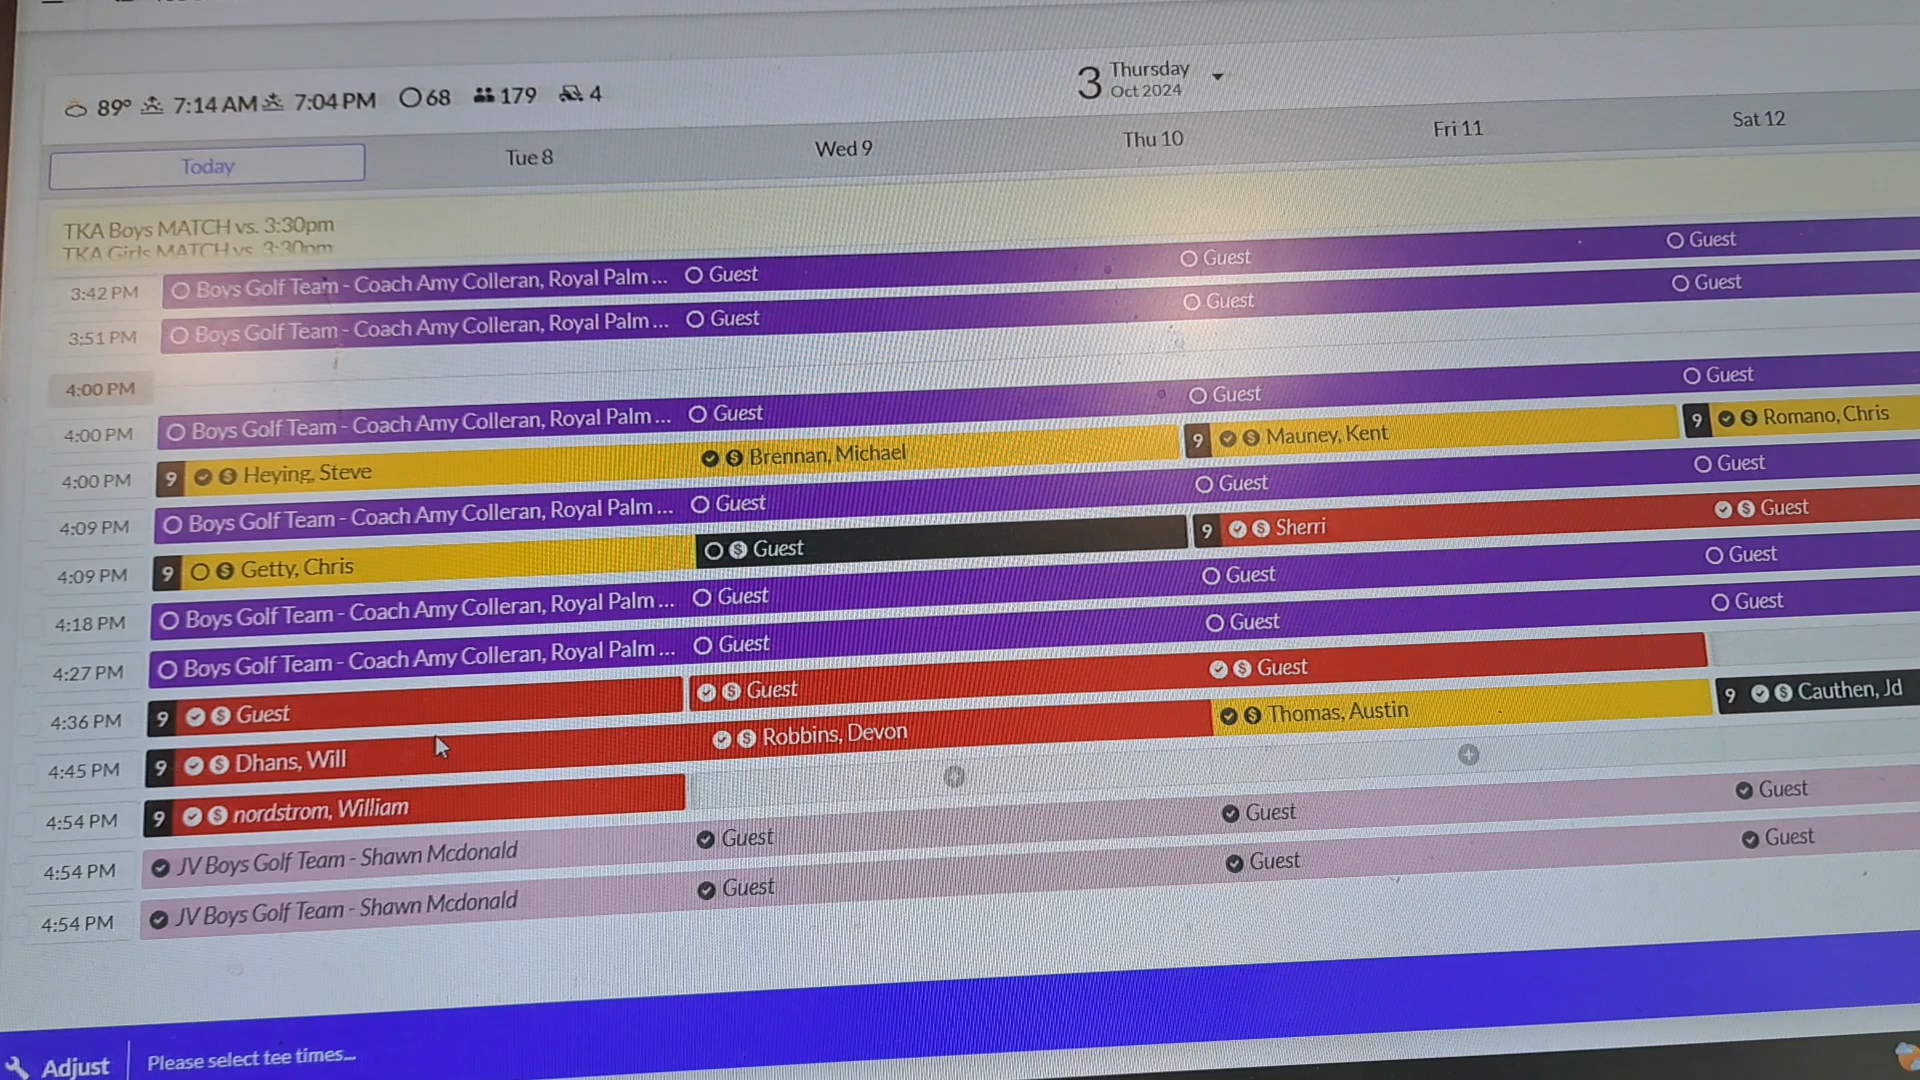 89° 7:14 AM 7:04 PM 68 179 4
3 Thursday
Oct 2024
Today Tue 8 Wed 9 Thu 10 Fri 11 Sat 12
TKA Boys MATCH vs. 3:30pm
TKA Girls MATCH vs. 3:30pm
3:42 PM Boys Golf Team - Coach Amy Colleran, Royal Palm ... Guest Guest Guest
3:51 PM Boys Golf Team - Coach Amy Colleran, Royal Palm ... Guest Guest Guest
4:00 PM
4:00 PM Boys Golf Team - Coach Amy Colleran, Royal Palm ... Guest Guest Guest
4:00 PM 9 Heying, Steve Brennan, Michael 9 Mauney, Kent 9 Romano, Chris
4:09 PM Boys Golf Team - Coach Amy Colleran, Royal Palm ... Guest Guest Guest
4:09 PM 9 Getty, Chris Guest 9 Sherri Guest
4:18 PM Boys Golf Team - Coach Amy Colleran, Royal Palm ... Guest Guest Guest
4:27 PM Boys Golf Team - Coach Amy Colleran, Royal Palm ... Guest Guest Guest
4:36 PM 9 Guest Guest Guest
4:45 PM 9 Dhans, Will Robbins, Devon Thomas, Austin 9 Cauthen, Jd
4:54 PM 9 nordstrom, William
4:54 PM JV Boys Golf Team - Shawn Mcdonald Guest Guest Guest
4:54 PM JV Boys Golf Team - Shawn Mcdonald Guest Guest Guest
Adjust Please select tee times...